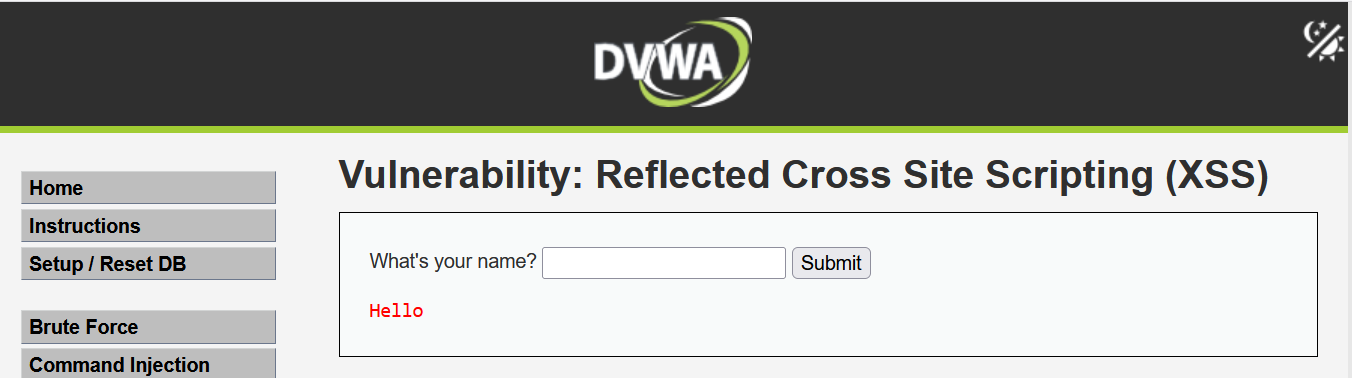 DVWA
Home
Instructions
Setup / Reset DB
Brute Force
Command Injection
Vulnerability: Reflected Cross Site Scripting (XSS)
What's your name? Submit
Hello